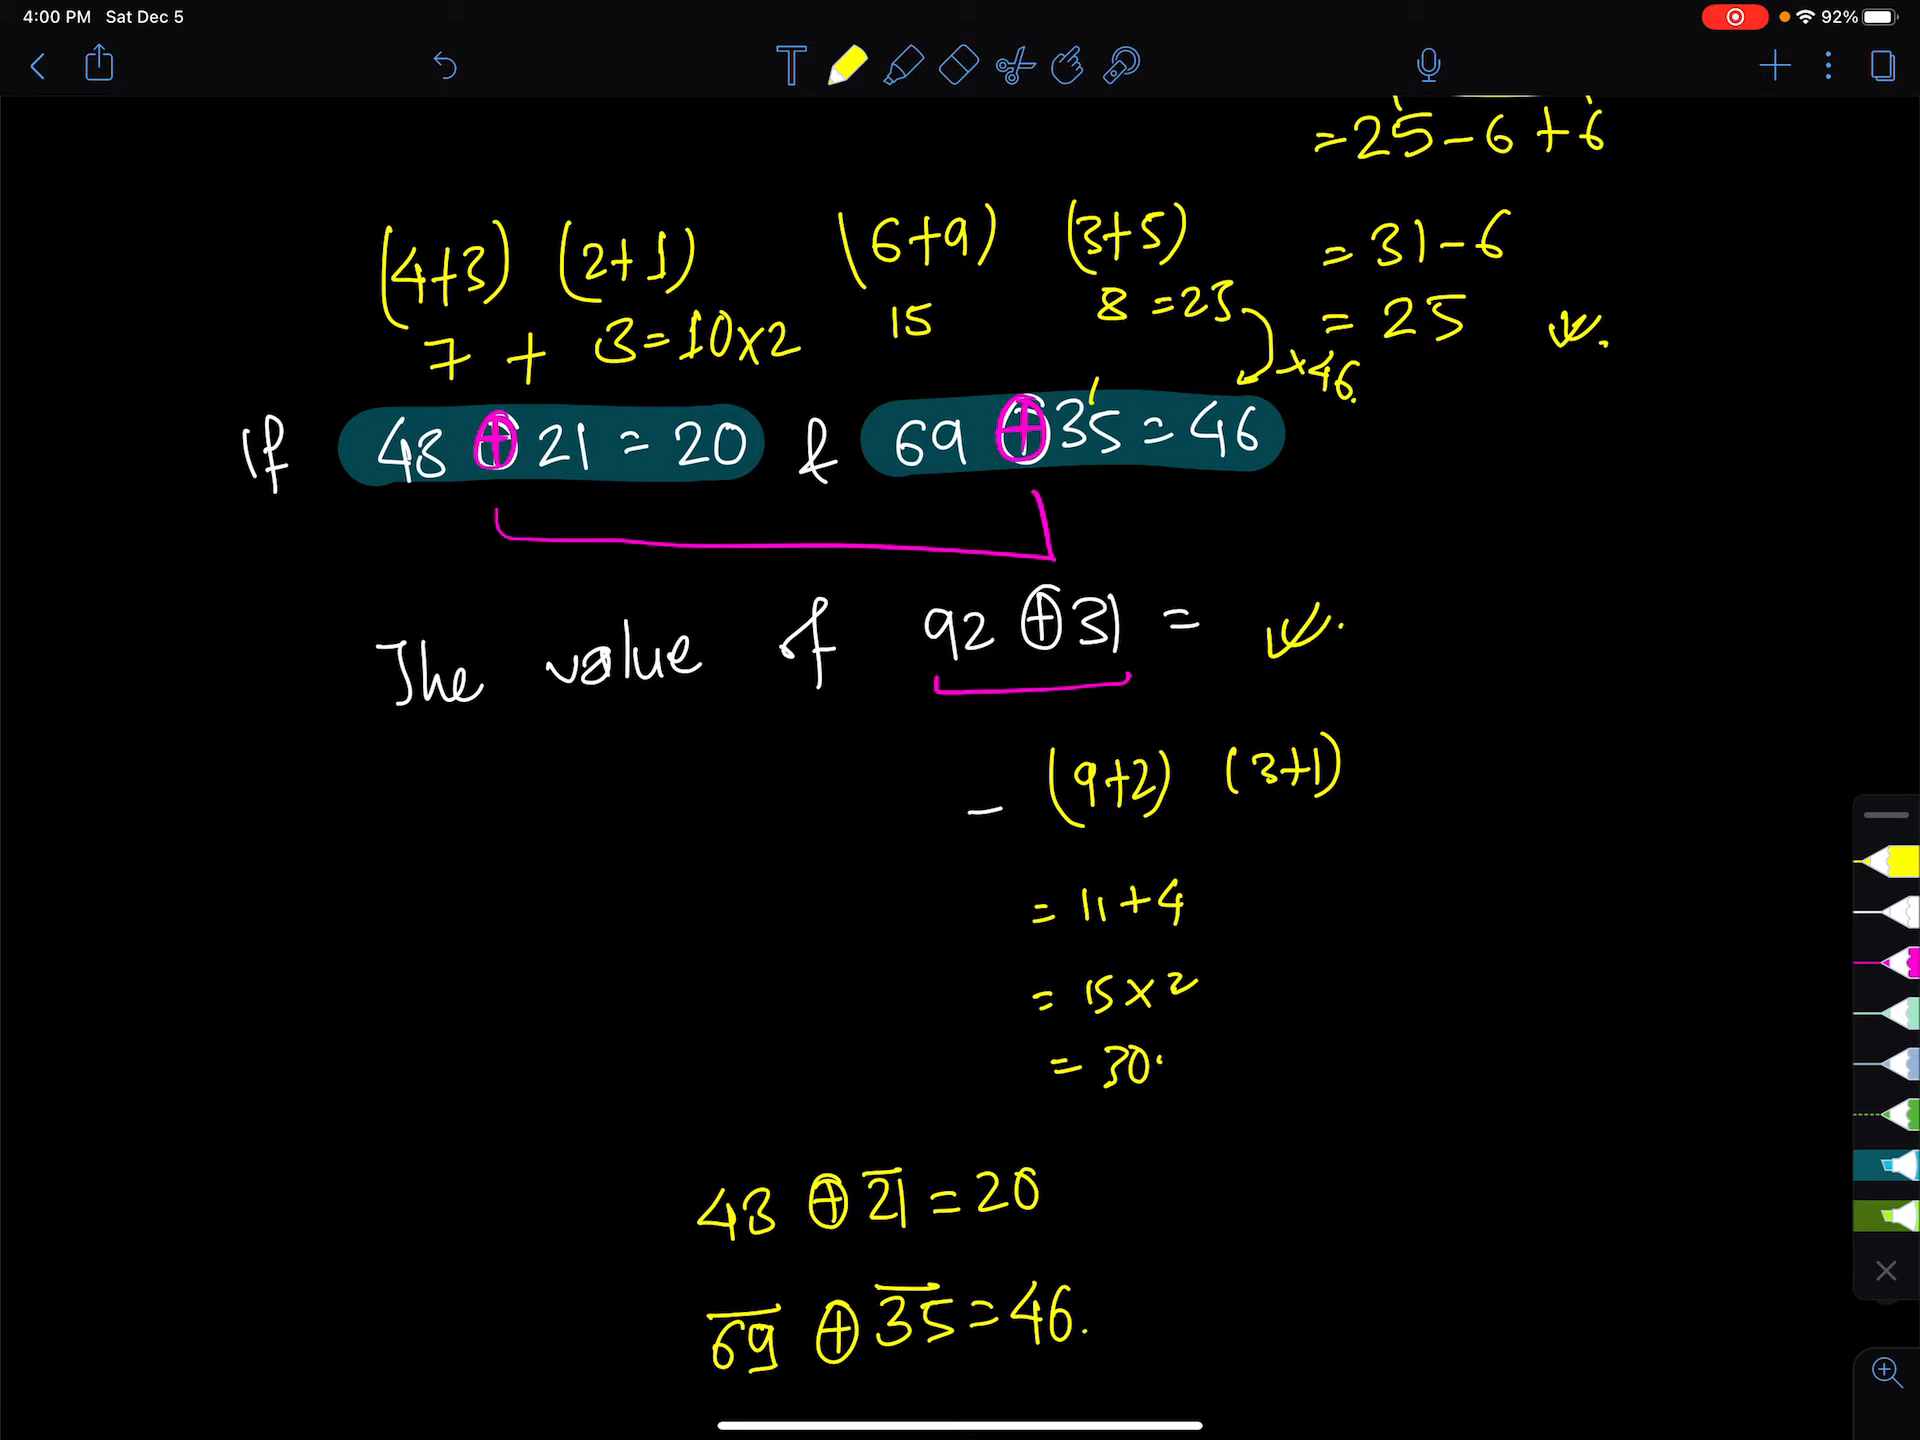 4:00 PM Sat Dec 5
92%
=25-6+6
=31-6
=25
(4+3) (2+1) (6+9) (3+5)
7 + 3=10x2 15 8=23 x46.
If 43 ⊕ 21 = 20 & 69 ⊕ 35 = 46
The value of 92 ⊕ 31 =
- (9+2) (3+1)
= 11+4
= 15x2
= 30.
43 ⊕ 21 = 20
69 ⊕ 35 = 46.